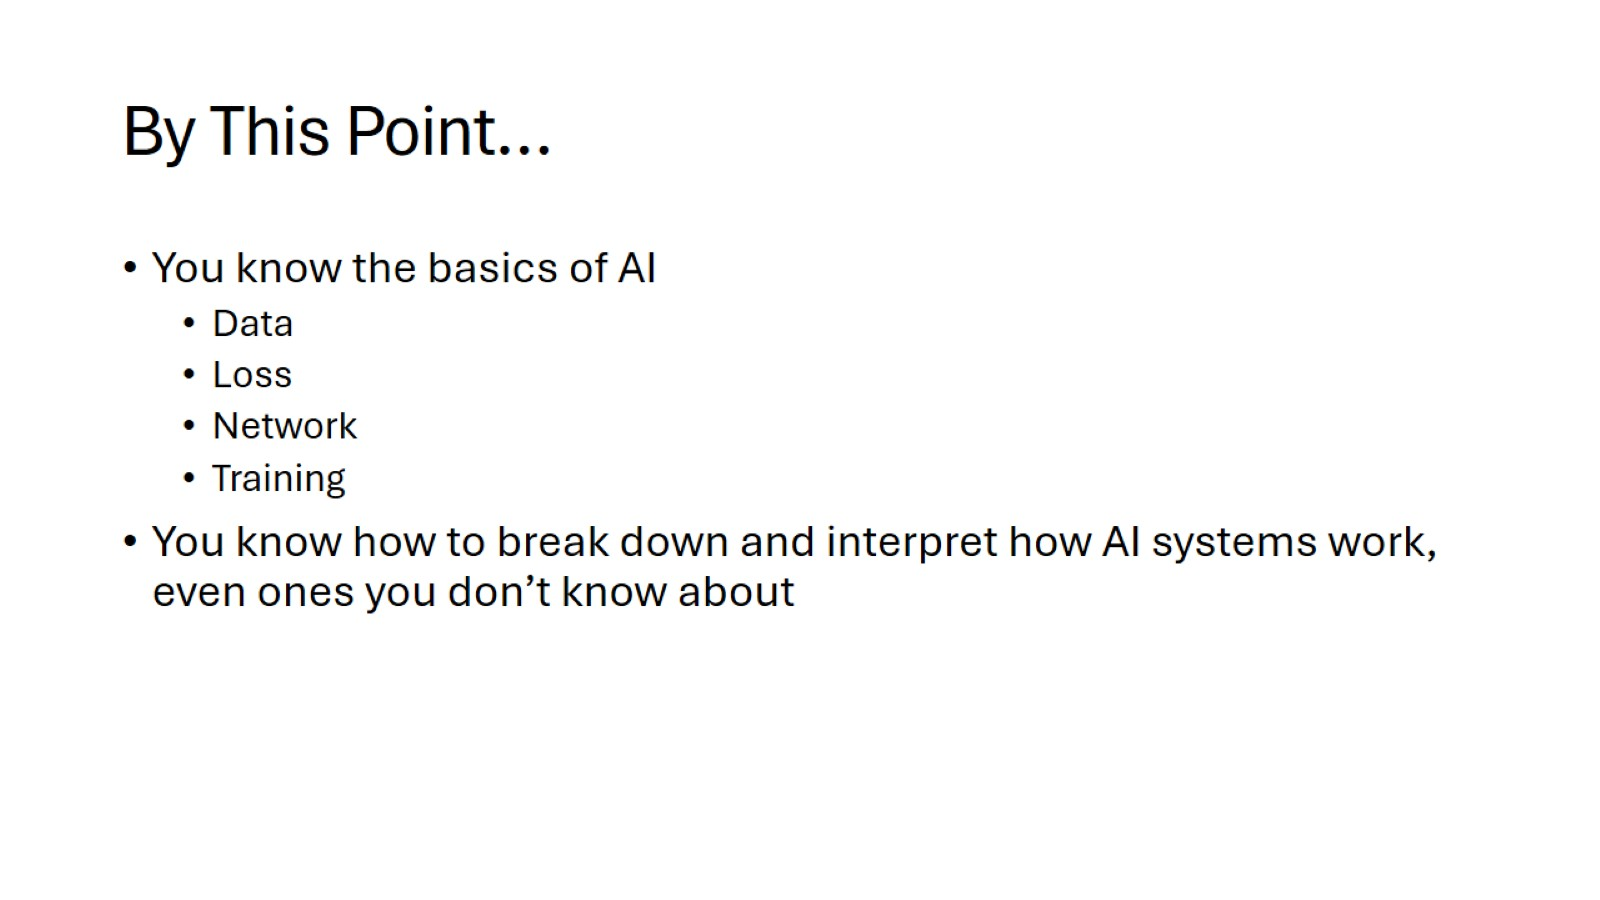 By This Point...
• You know the basics of AI
• Data
• Loss
• Network
• Training
• You know how to break down and interpret how AI systems work,
even ones you don’t know about